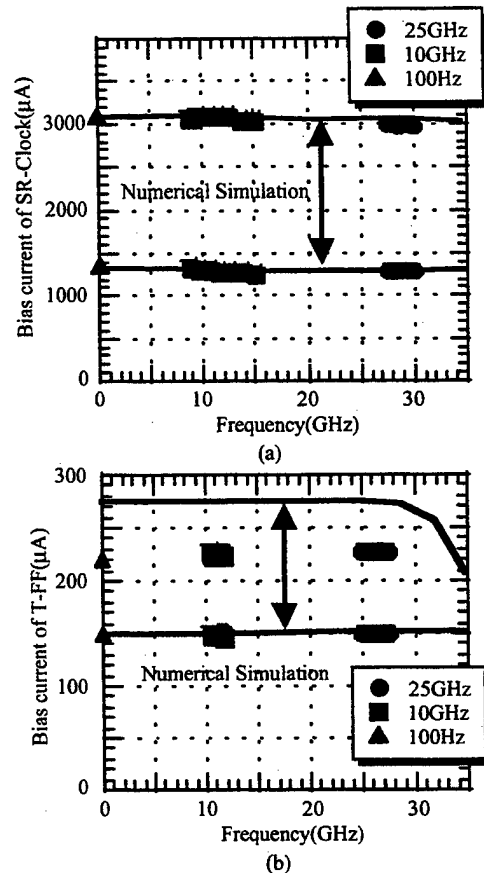 25GHz
10GHz
100Hz
Bias current of SR-Clock(μA)
3000
2000
1000
0
Numerical Simulation
0 10 20 30
Frequency(GHz)
(a)
300
200
100
0
Bias current of T-FF(μA)
Numerical Simulation
25GHz
10GHz
100Hz
0 10 20 30
Frequency(GHz)
(b)